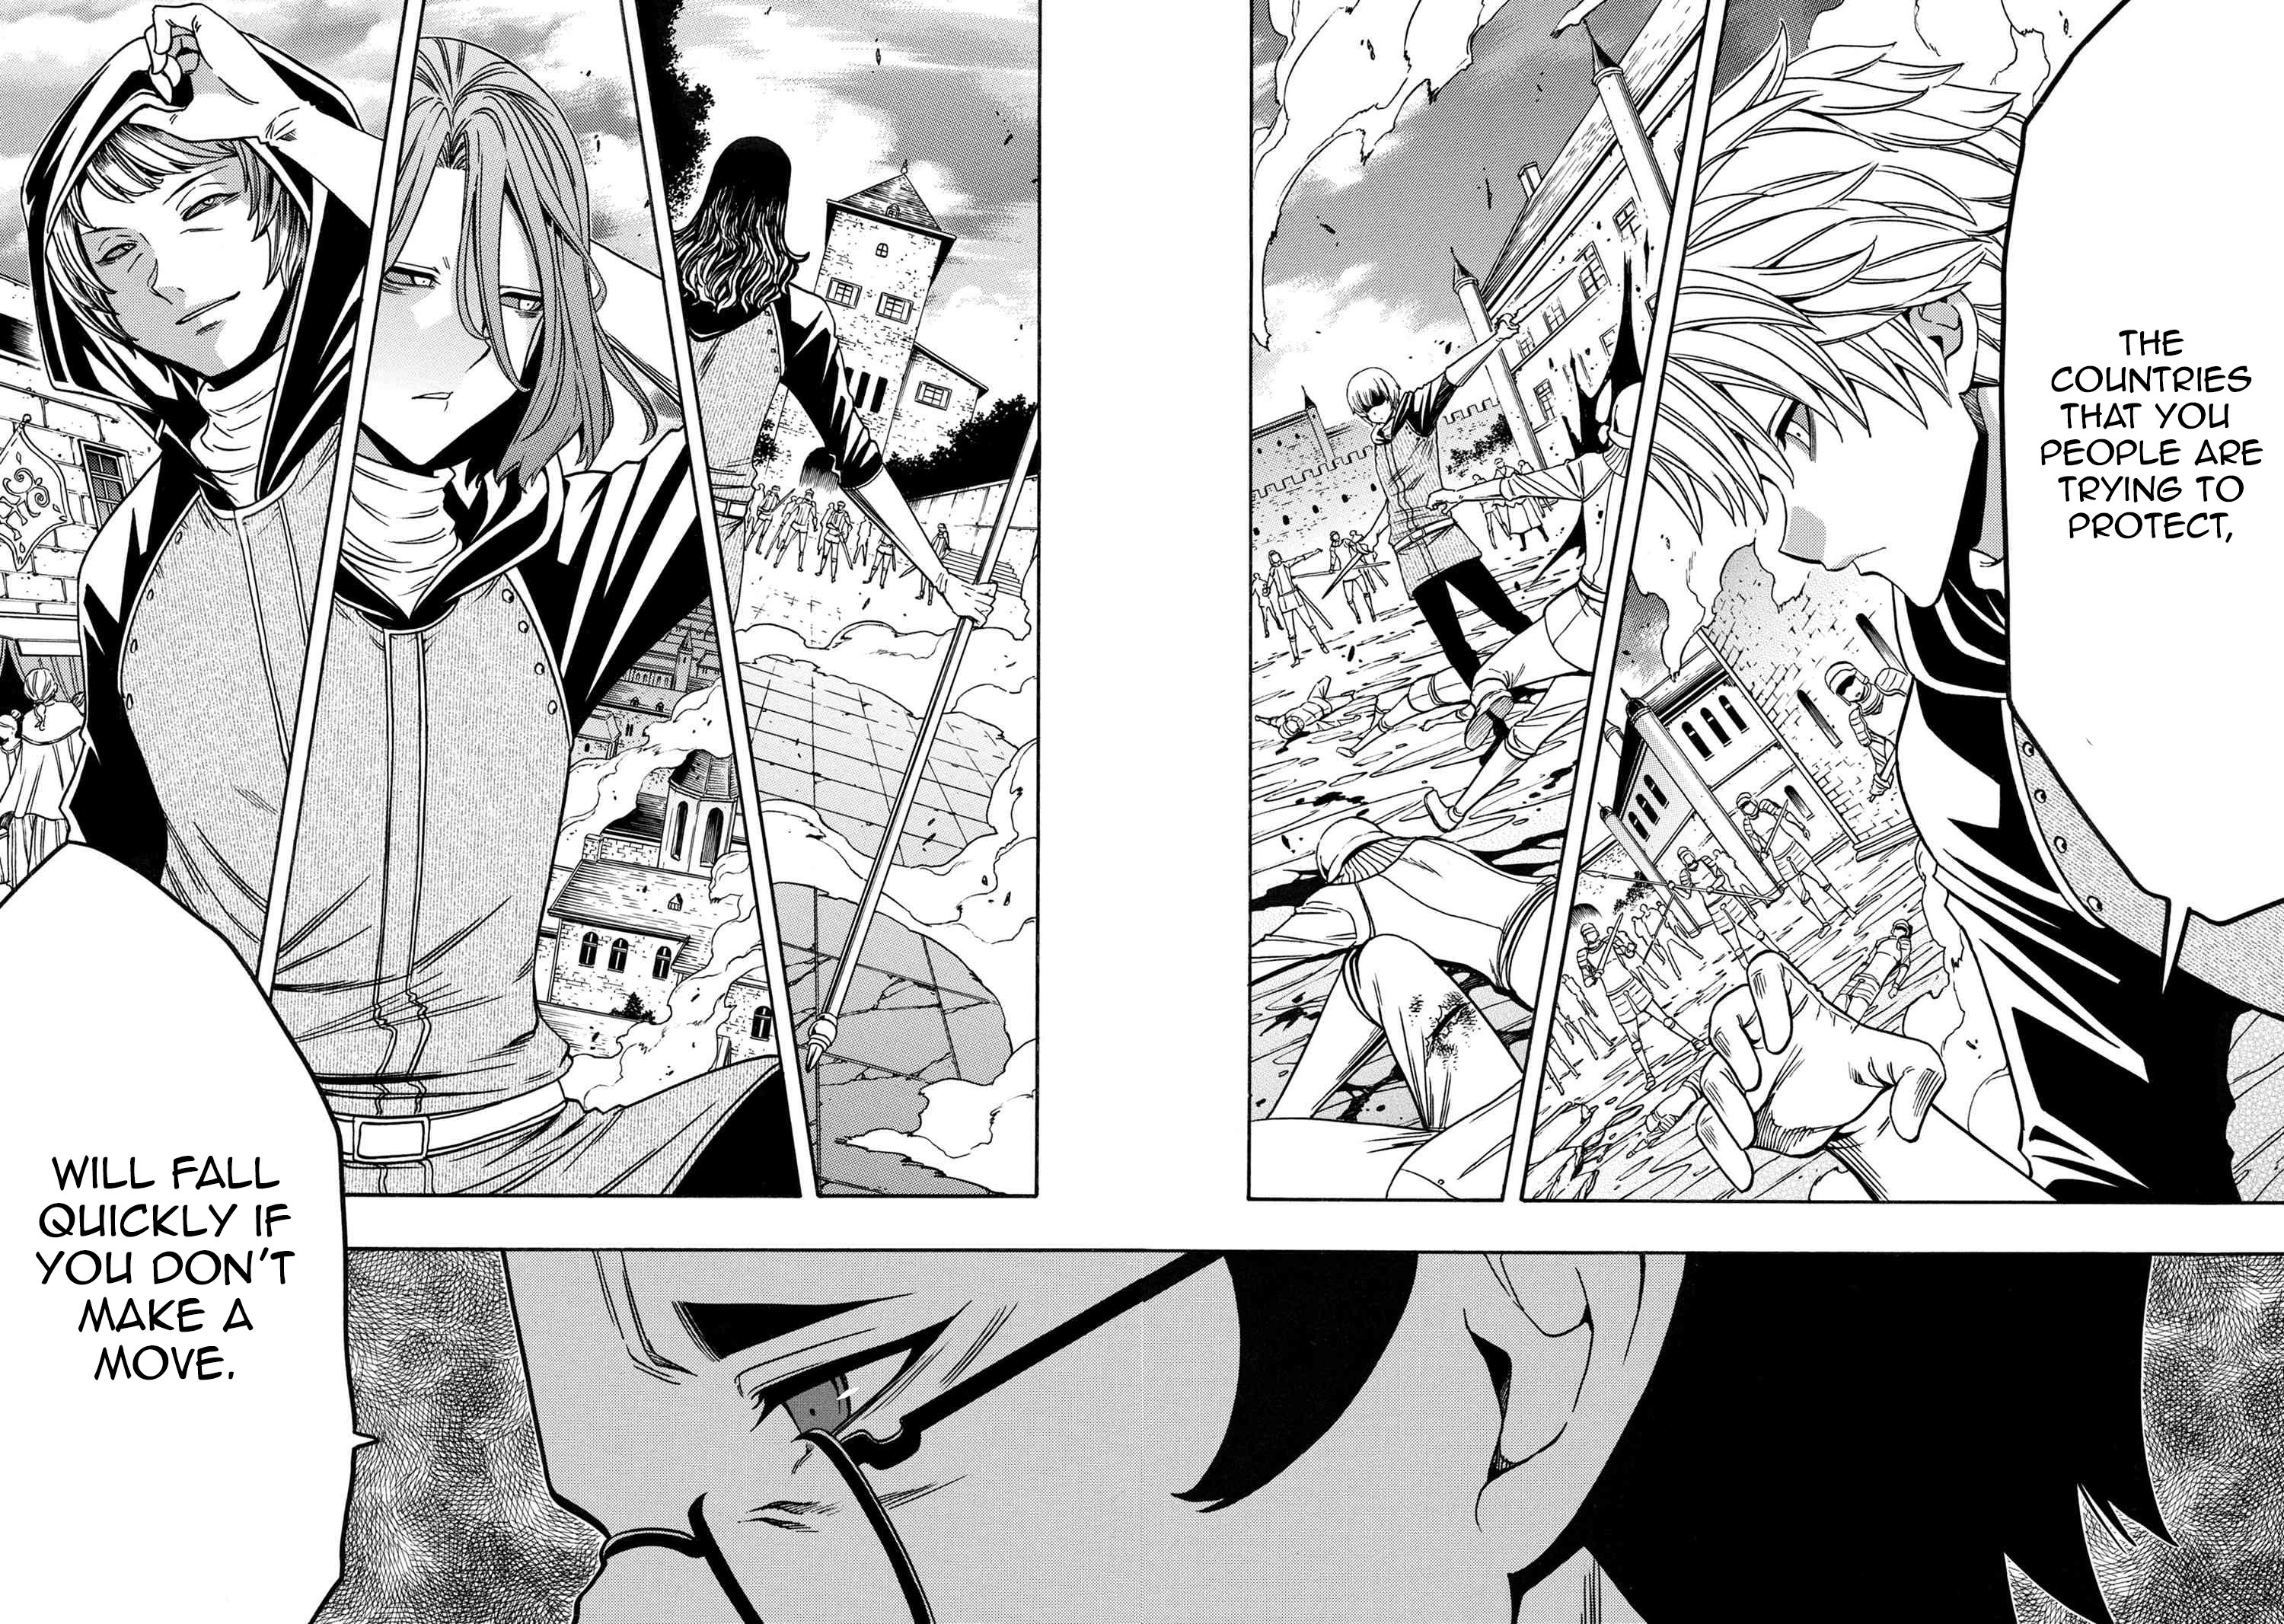 THE
COUNTRIES
THAT YOU
PEOPLE ARE
TRYING TO
PROTECT,
WILL FALL
QUICKLY IF
YOU DON'T
MAKE A
MOVE.